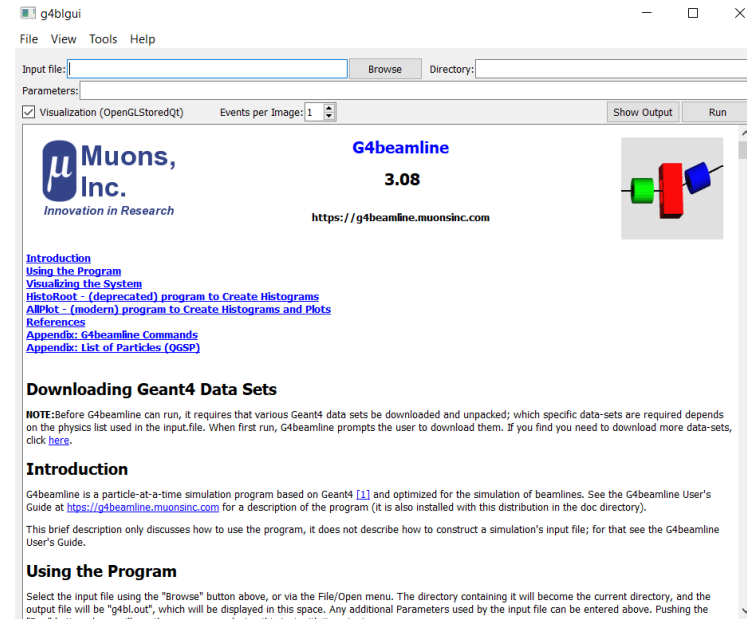 g4blgui
File View Tools Help
Input file: Browse Directory:
Parameters:
Visualization (OpenGLStoredQt) Events per Image: 1 Show Output Run
μ Muons, Inc.
Innovation in Research
G4beamline
3.08
https://g4beamline.muonsinc.com
Introduction
Using the Program
Visualizing the System
HistoRoot - (deprecated) program to Create Histograms
AllPlot - (modern) program to Create Histograms and Plots
References
Appendix: G4beamline Commands
Appendix: List of Particles (QGSP)
Downloading Geant4 Data Sets
NOTE:Before G4beamline can run, it requires that various Geant4 data sets be downloaded and unpacked; which specific data-sets are required depends
on the physics list used in the input.file. When first run, G4beamline prompts the user to download them. If you find you need to download more data-sets,
click here.
Introduction
G4beamline is a particle-at-a-time simulation program based on Geant4 [1] and optimized for the simulation of beamlines. See the G4beamline User's
Guide at htps://g4beamline.muonsinc.com for a description of the program (it is also installed with this distribution in the doc directory).
This brief description only discusses how to use the program, it does not describe how to construct a simulation's input file; for that see the G4beamline
User's Guide.
Using the Program
Select the input file using the "Browse" button above, or via the File/Open menu. The directory containing it will become the current directory, and the
output file will be "g4bl.out", which will be displayed in this space. Any additional Parameters used by the input file can be entered above. Pushing the